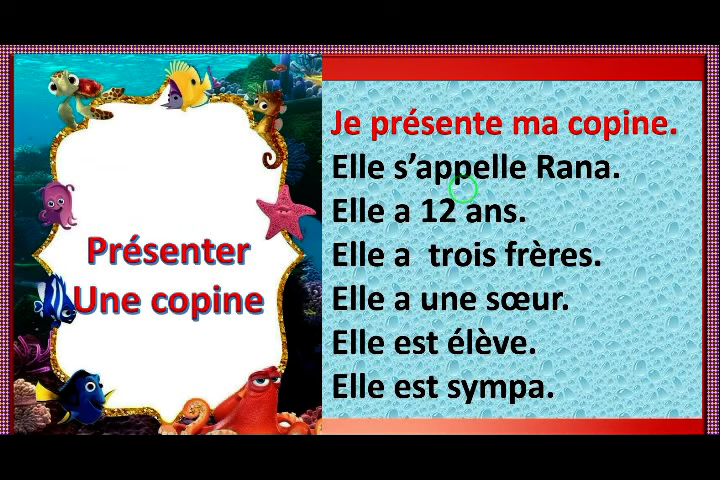 Présenter
Une copine
Je présente ma copine.
Elle s’appelle Rana.
Elle a 12 ans.
Elle a  trois frères.
Elle a une sœur.
Elle est élève.
Elle est sympa.